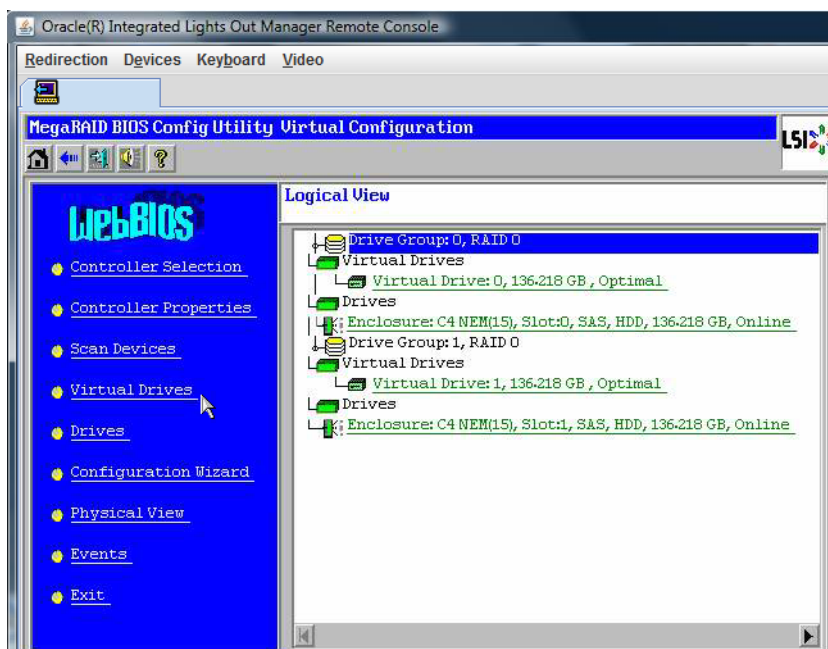 Oracle(R) Integrated Lights Out Manager Remote Console
Redirection Devices Keyboard Video
MegaRAID BIOS Config Utility Virtual Configuration
LSI
?
WebBIOS
Controller Selection
Controller Properties
Scan Devices
Virtual Drives
Drives
Configuration Wizard
Physical View
Events
Exit
Logical View
Drive Group: 0, RAID 0
Virtual Drives
Virtual Drive: 0, 136.218 GB, Optimal
Drives
Enclosure: C4 NEM(15), Slot:0, SAS, HDD, 136.218 GB, Online
Drive Group: 1, RAID 0
Virtual Drives
Virtual Drive: 1, 136.218 GB, Optimal
Drives
Enclosure: C4 NEM(15), Slot:1, SAS, HDD, 136.218 GB, Online